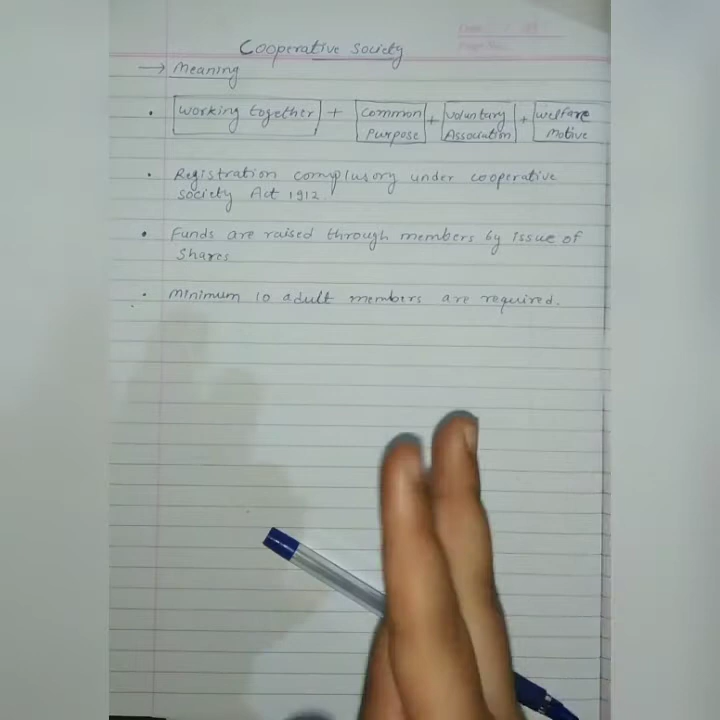 Cooperative society
→ Meaning
• working together + Common Purpose + Voluntary Association + welfare Motive
• Registration complusory under cooperative
society Act 1912
• Funds are raised through members by issue of
Shares
• Minimum 10 adult members are required.